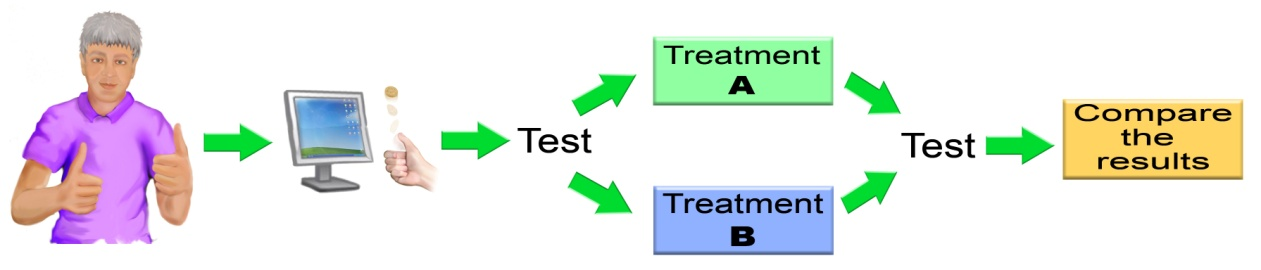 Test
Treatment
A
Treatment
B
Test
Compare
the
results